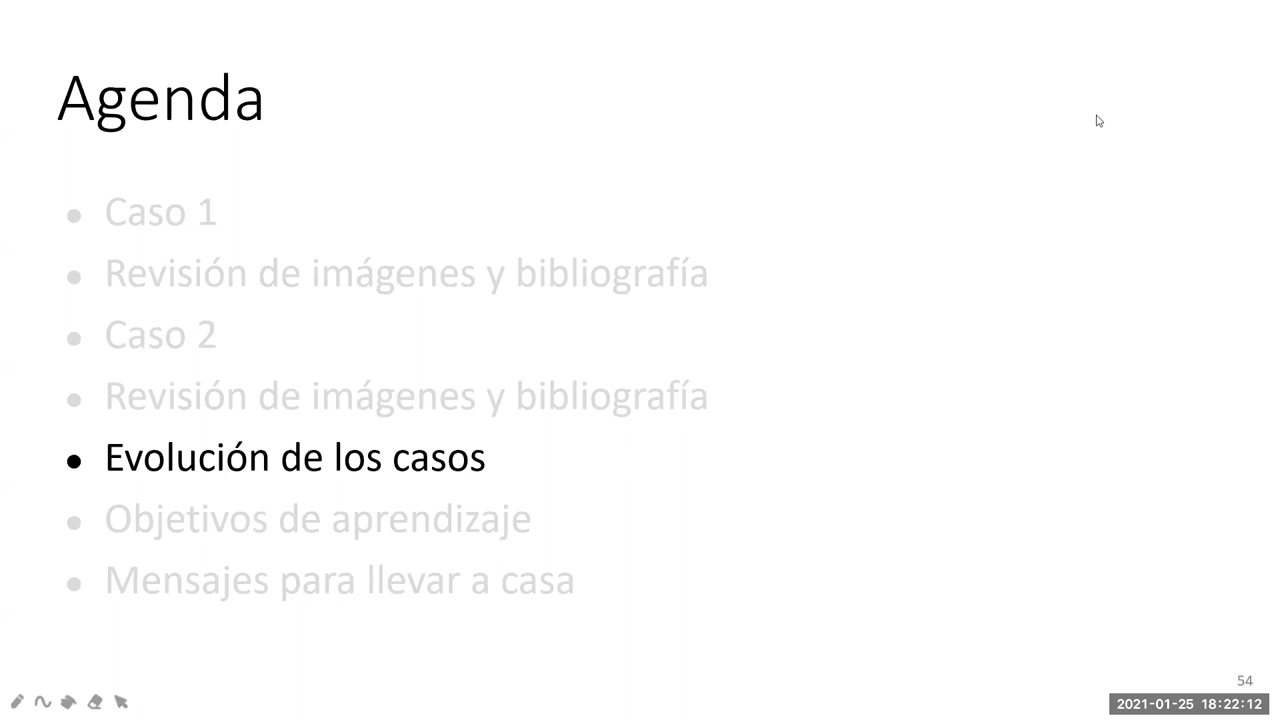 Agenda
• Caso 1
• Revisión de imágenes y bibliografía
• Caso 2
• Revisión de imágenes y bibliografía
• Evolución de los casos
• Objetivos de aprendizaje
• Mensajes para llevar a casa
54
2021-01-25 18:22:12